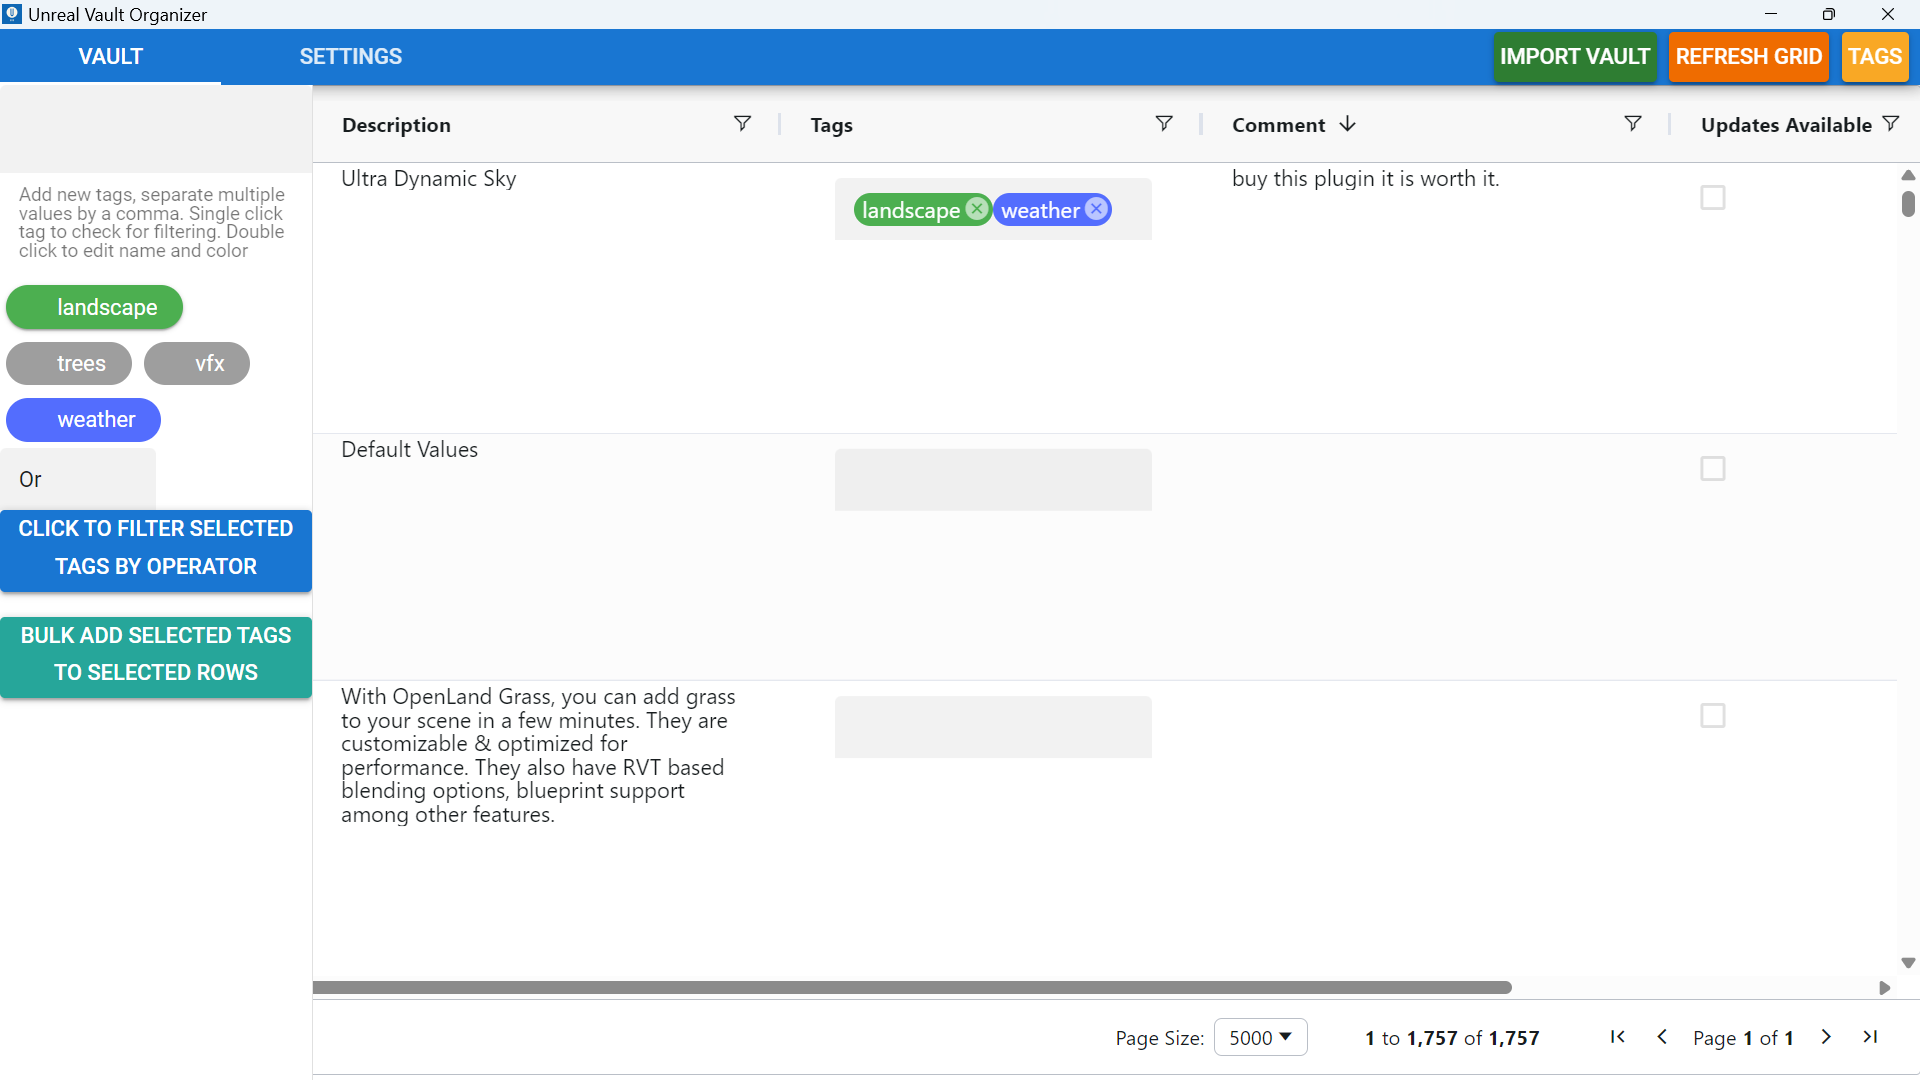 Unreal Vault Organizer
VAULT
SETTINGS
IMPORT VAULT
REFRESH GRID
TAGS
Add new tags, separate multiple
values by a comma. Single click
tag to check for filtering. Double
click to edit name and color
landscape
trees
vfx
weather
Or
CLICK TO FILTER SELECTED
TAGS BY OPERATOR
BULK ADD SELECTED TAGS
TO SELECTED ROWS
Description
Tags
Comment
Updates Available
Ultra Dynamic Sky
landscape
weather
buy this plugin it is worth it.
Default Values
With OpenLand Grass, you can add grass
to your scene in a few minutes. They are
customizable & optimized for
performance. They also have RVT based
blending options, blueprint support
among other features.
Page Size:
5000
1 to 1,757 of 1,757
Page 1 of 1